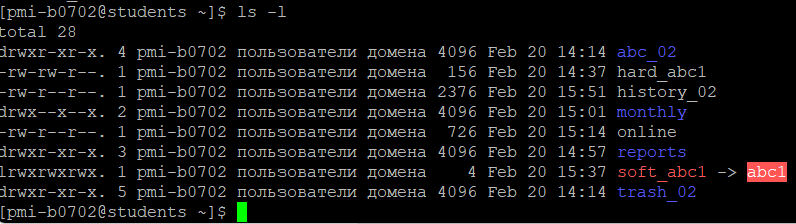 [pmi-b0702@students ~]$ ls -l
total 28
drwxr-xr-x. 4 pmi-b0702 пользователи домена 4096 Feb 20 14:14 abc_02
-rw-rw-r--. 1 pmi-b0702 пользователи домена  156 Feb 20 14:37 hard_abc1
-rw-r--r--. 1 pmi-b0702 пользователи домена 2376 Feb 20 15:51 history_02
drwx--x--x. 2 pmi-b0702 пользователи домена 4096 Feb 20 15:01 monthly
-rw-r--r--. 1 pmi-b0702 пользователи домена  726 Feb 20 15:14 online
drwxr-xr-x. 3 pmi-b0702 пользователи домена 4096 Feb 20 14:57 reports
lrwxrwxrwx. 1 pmi-b0702 пользователи домена    4 Feb 20 15:37 soft_abc1 -> abc1
drwxr-xr-x. 5 pmi-b0702 пользователи домена 4096 Feb 20 14:14 trash_02
[pmi-b0702@students ~]$